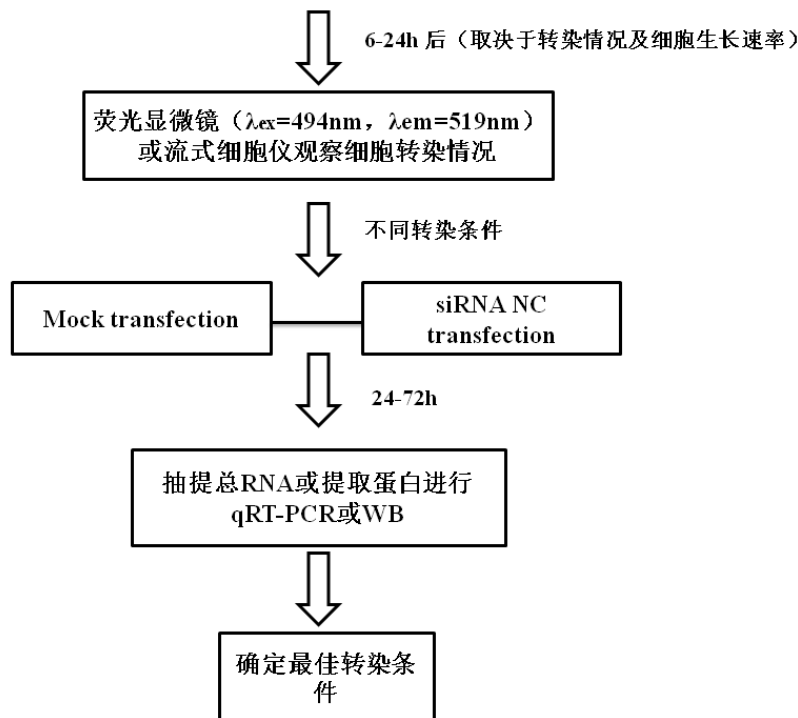 6-24h 后（取决于转染情况及细胞生长速率）
荧光显微镜（λex=494nm，λem=519nm）
或流式细胞仪观察细胞转染情况
不同转染条件
Mock transfection
siRNA NC
transfection
24-72h
抽提总RNA或提取蛋白进行
qRT-PCR或WB
确定最佳转染条
件